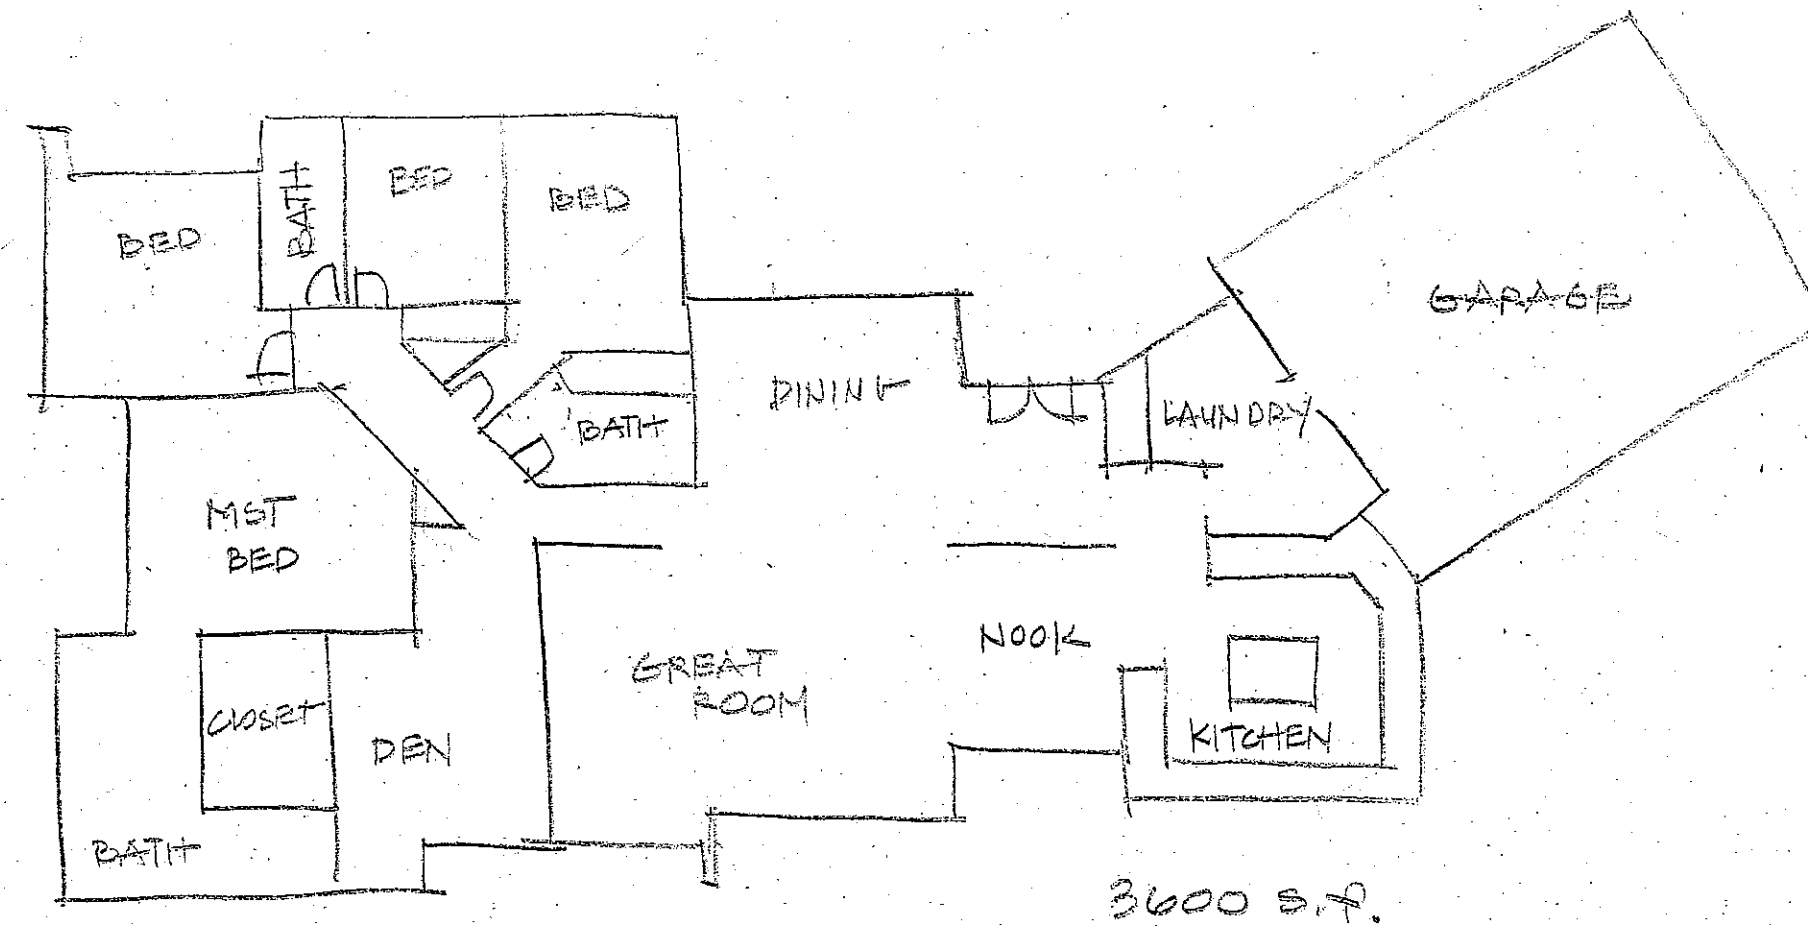 BED
BATH
BED
BED
GARAGE
DINING
LAUNDRY
BATH
MST
BED
NOOK
GREAT
ROOM
CLOSET
DEN
KITCHEN
BATH
3600 S.F.